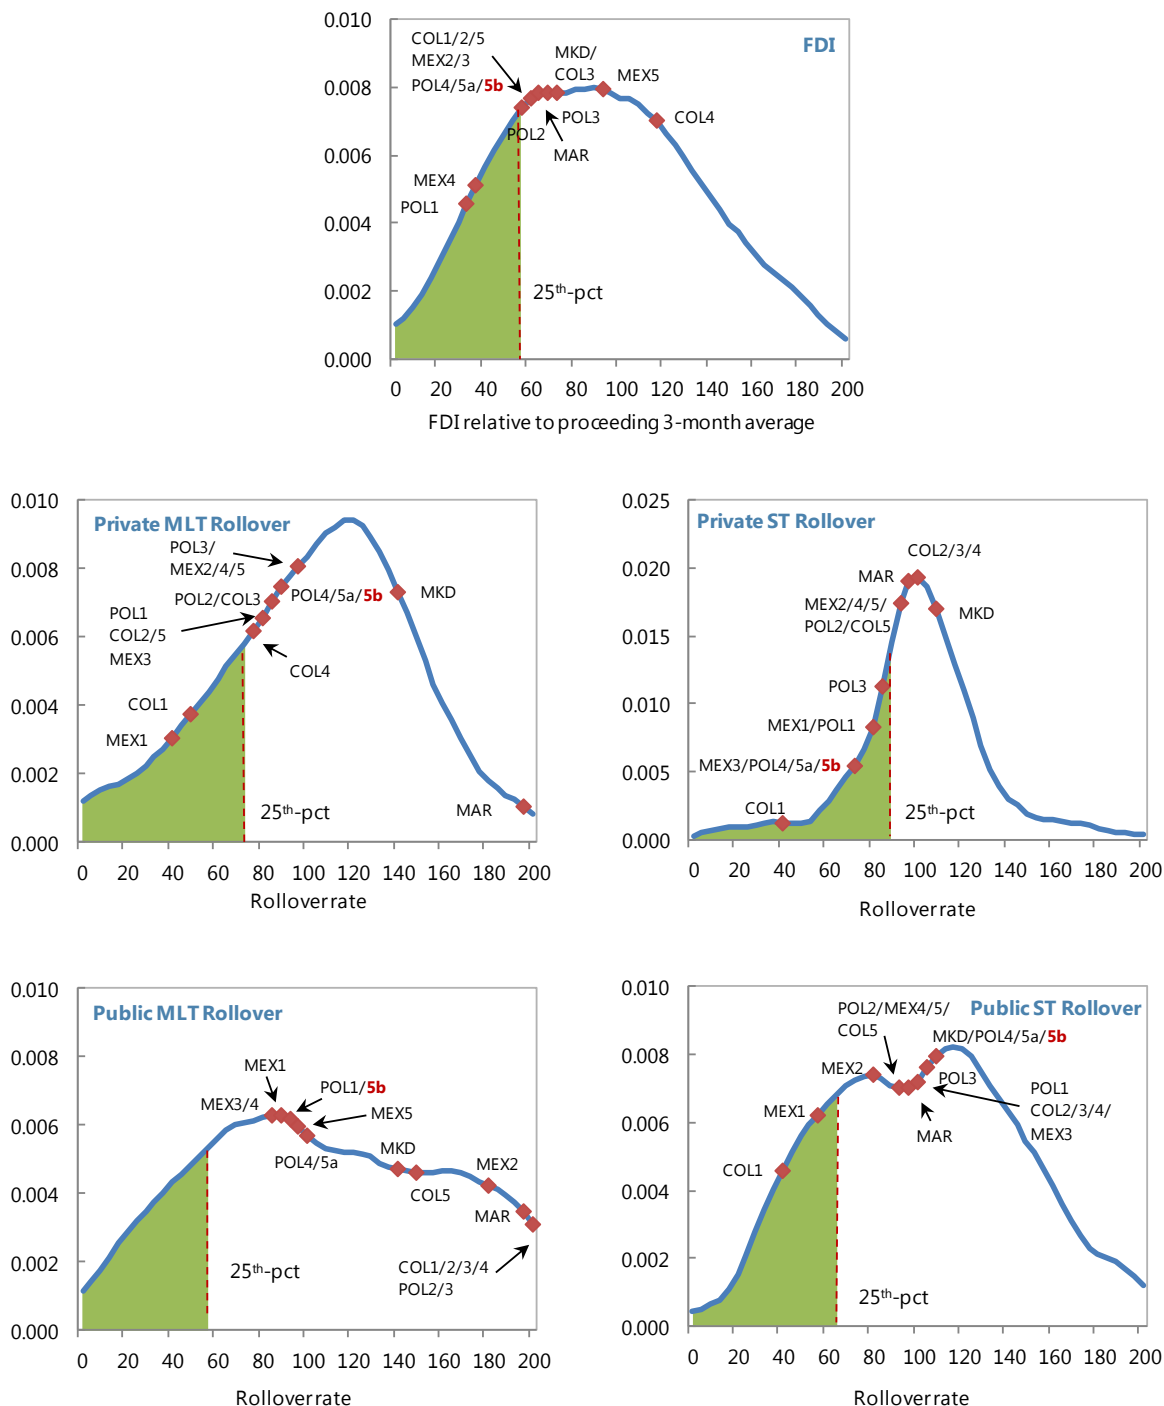 FDI
0.010
0.008
0.006
0.004
0.002
0.000
COL1/2/5
MEX2/3
POL4/5a/5b
MKD/
COL3
MEX5
POL2
POL3
COL4
MAR
MEX4
POL1
25th-pct
0 20 40 60 80 100 120 140 160 180 200
FDI relative to proceeding 3-month average
Private MLT Rollover
0.010
0.008
0.006
0.004
0.002
0.000
POL3/
MEX2/4/5
POL2/COL3
POL4/5a/5b
MKD
POL1
COL2/5
MEX3
COL4
COL1
MEX1
MAR
25th-pct
0 20 40 60 80 100 120 140 160 180 200
Rollover rate
Private ST Rollover
0.025
0.020
0.015
0.010
0.005
0.000
COL2/3/4
MAR
MEX2/4/5/
POL2/COL5
MKD
POL3
MEX1/POL1
MEX3/POL4/5a/5b
COL1
25th-pct
0 20 40 60 80 100 120 140 160 180 200
Rollover rate
Public MLT Rollover
0.010
0.008
0.006
0.004
0.002
0.000
MEX1
POL1/5b
MEX3/4
MEX5
POL4/5a
MKD
COL5
MEX2
MAR
COL1/2/3/4
POL2/3
25th-pct
0 20 40 60 80 100 120 140 160 180 200
Rollover rate
Public ST Rollover
0.010
0.008
0.006
0.004
0.002
0.000
POL2/MEX4/5/
COL5
MKD/POL4/5a/5b
MEX2
POL3
POL1
COL2/3/4/
MEX3
MEX1
MAR
COL1
25th-pct
0 20 40 60 80 100 120 140 160 180 200
Rollover rate